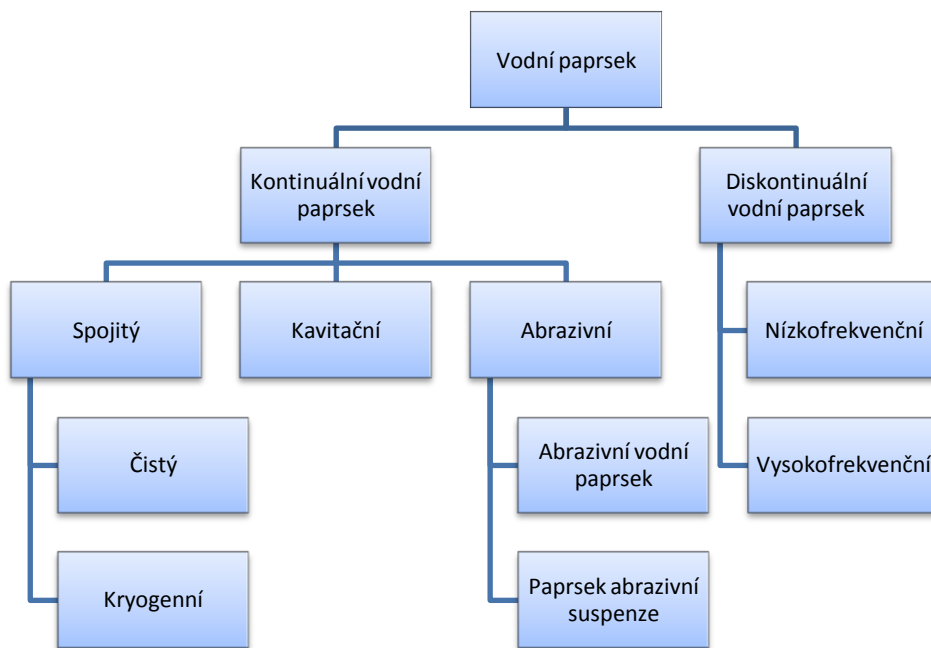 Vodní paprsek
Kontinuální vodní
paprsek
Diskontinuální
vodní paprsek
Spojitý
Kavitační
Abrazivní
Nízkofrekvenční
Čistý
Abrazivní vodní
paprsek
Vysokofrekvenční
Kryogenní
Paprsek abrazivní
suspenze